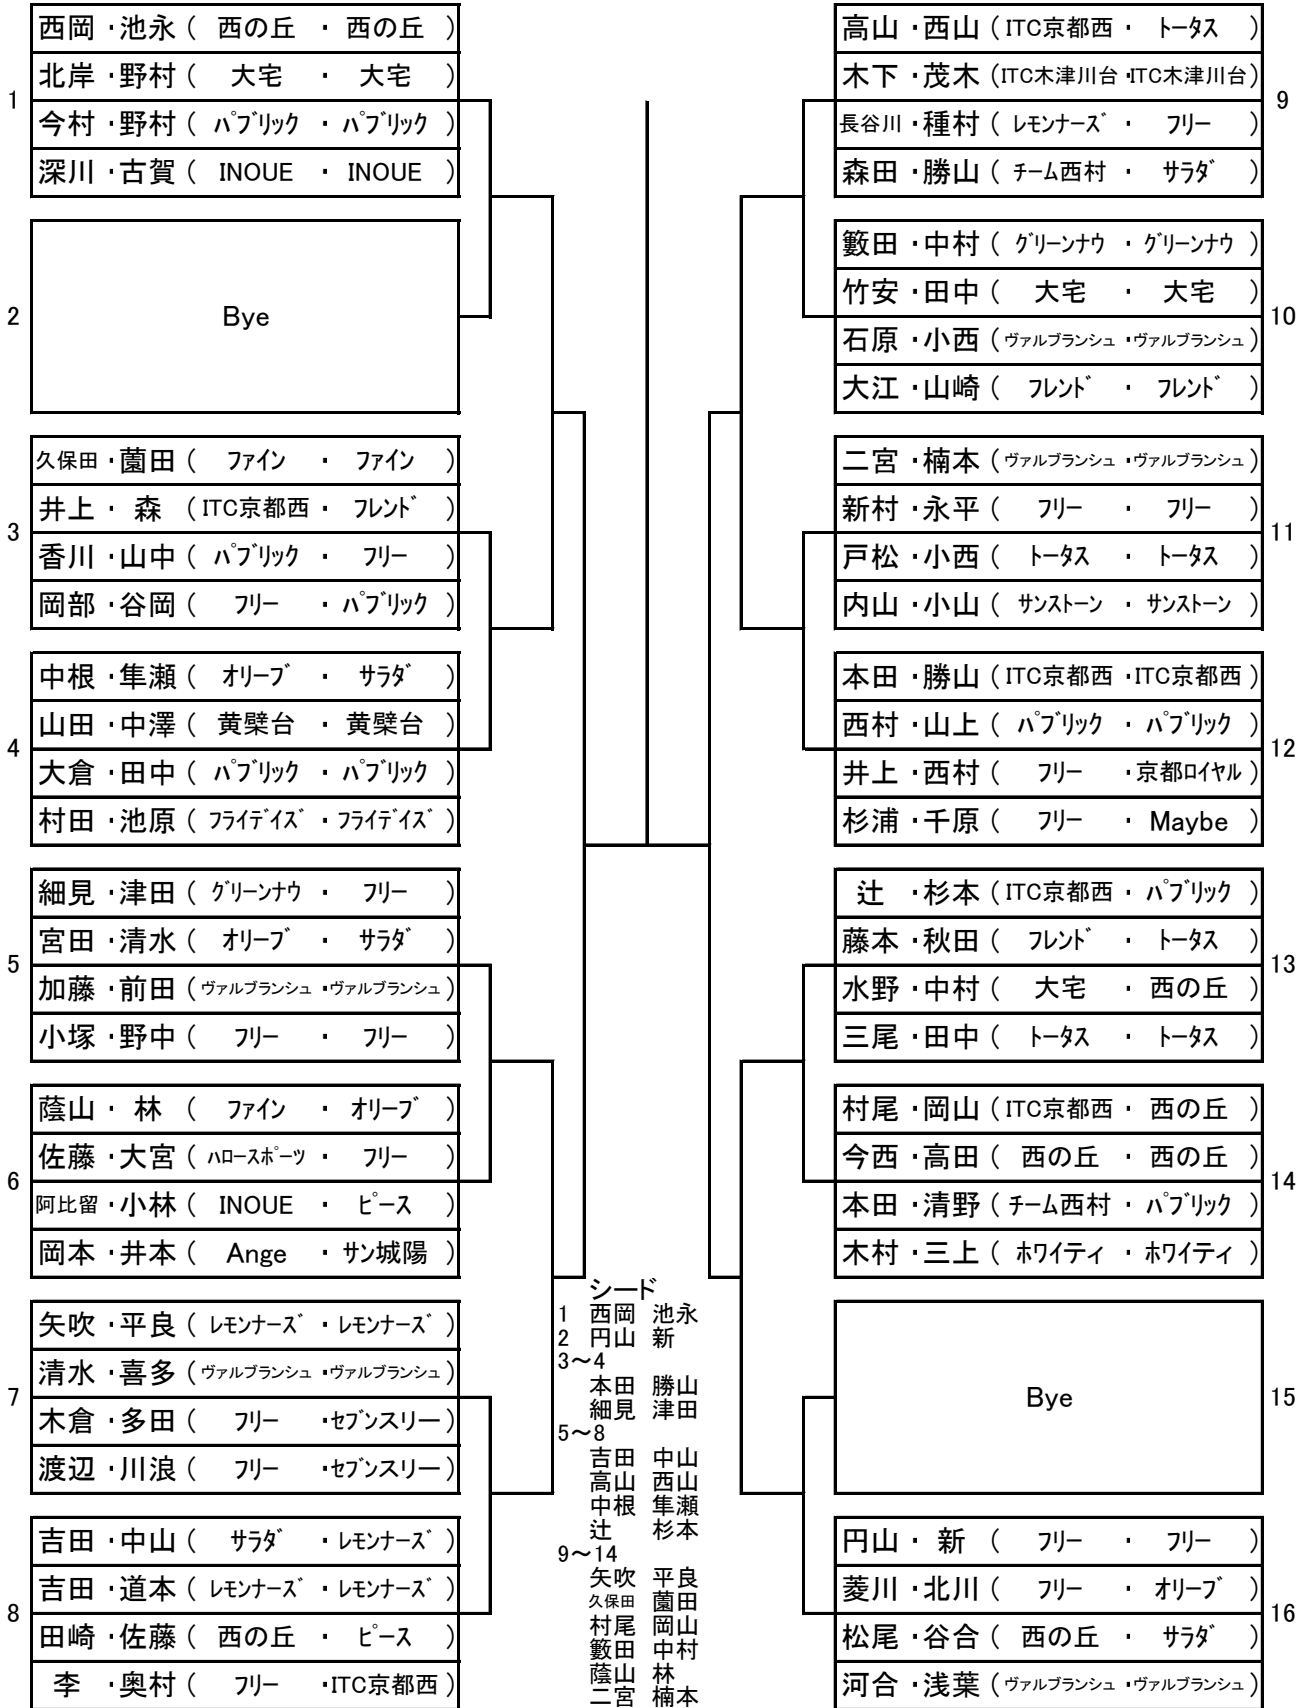 1
西岡・池永（西の丘・西の丘）
北岸・野村（大宅・大宅）
今村・野村（ﾊﾟﾌﾞﾘｯｸ・ﾊﾟﾌﾞﾘｯｸ）
深川・古賀（INOUE・INOUE）
2
Bye
3
久保田・薗田（ﾌｧｲﾝ・ﾌｧｲﾝ）
井上・森（ITC京都西・ﾌﾚﾝﾄﾞ）
香川・山中（ﾊﾟﾌﾞﾘｯｸ・ﾌﾘｰ）
岡部・谷岡（ﾌﾘｰ・ﾊﾟﾌﾞﾘｯｸ）
4
中根・隼瀬（ｵﾘｰﾌﾞ・ｻﾗﾀﾞ）
山田・中澤（黄檗台・黄檗台）
大倉・田中（ﾊﾟﾌﾞﾘｯｸ・ﾊﾟﾌﾞﾘｯｸ）
村田・池原（ﾌﾗｲﾃﾞｲｽﾞ・ﾌﾗｲﾃﾞｲｽﾞ）
5
細見・津田（ｸﾞﾘｰﾝﾅｳ・ﾌﾘｰ）
宮田・清水（ｵﾘｰﾌﾞ・ｻﾗﾀﾞ）
加藤・前田（ヴァルブランシュ・ヴァルブランシュ）
小塚・野中（ﾌﾘｰ・ﾌﾘｰ）
6
蔭山・林（ﾌｧｲﾝ・ｵﾘｰﾌﾞ）
佐藤・大宮（ﾊﾛｰｽﾎﾟｰﾂ・ﾌﾘｰ）
阿比留・小林（INOUE・ﾋﾟｰｽ）
岡本・井本（Ange・ｻﾝ城陽）
7
矢吹・平良（ﾚﾓﾝﾅｰｽﾞ・ﾚﾓﾝﾅｰｽﾞ）
清水・喜多（ヴァルブランシュ・ヴァルブランシュ）
木倉・多田（ﾌﾘｰ・セブンスリー）
渡辺・川浪（ﾌﾘｰ・セブンスリー）
8
吉田・中山（ｻﾗﾀﾞ・ﾚﾓﾝﾅｰｽﾞ）
吉田・道本（ﾚﾓﾝﾅｰｽﾞ・ﾚﾓﾝﾅｰｽﾞ）
田崎・佐藤（西の丘・ﾋﾟｰｽ）
李・奥村（ﾌﾘｰ・ITC京都西）
シード
1 西岡 池永
2 円山 新
3～4
本田 勝山
細見 津田
5～8
吉田 中山
高山 西山
中根 隼瀬
辻 杉本
9～14
矢吹 平良
久保田 薗田
村尾 岡山
籔田 中村
蔭山 林
二宮 楠本
9
高山・西山（ITC京都西・ﾄｰﾀｽ）
木下・茂木（ITC木津川台・ITC木津川台）
長谷川・種村（ﾚﾓﾝﾅｰｽﾞ・ﾌﾘｰ）
森田・勝山（ﾁｰﾑ西村・ｻﾗﾀﾞ）
10
籔田・中村（ｸﾞﾘｰﾝﾅｳ・ｸﾞﾘｰﾝﾅｳ）
竹安・田中（大宅・大宅）
石原・小西（ヴァルブランシュ・ヴァルブランシュ）
大江・山崎（ﾌﾚﾝﾄﾞ・ﾌﾚﾝﾄﾞ）
11
二宮・楠本（ヴァルブランシュ・ヴァルブランシュ）
新村・永平（ﾌﾘｰ・ﾌﾘｰ）
戸松・小西（ﾄｰﾀｽ・ﾄｰﾀｽ）
内山・小山（ｻﾝｽﾄｰﾝ・ｻﾝｽﾄｰﾝ）
12
本田・勝山（ITC京都西・ITC京都西）
西村・山上（ﾊﾟﾌﾞﾘｯｸ・ﾊﾟﾌﾞﾘｯｸ）
井上・西村（ﾌﾘｰ・京都ﾛｲﾔﾙ）
杉浦・千原（ﾌﾘｰ・Maybe）
13
辻・杉本（ITC京都西・ﾊﾟﾌﾞﾘｯｸ）
藤本・秋田（ﾌﾚﾝﾄﾞ・ﾄｰﾀｽ）
水野・中村（大宅・西の丘）
三尾・田中（ﾄｰﾀｽ・ﾄｰﾀｽ）
14
村尾・岡山（ITC京都西・西の丘）
今西・高田（西の丘・西の丘）
本田・清野（ﾁｰﾑ西村・ﾊﾟﾌﾞﾘｯｸ）
木村・三上（ﾎﾜｲﾃｨ・ﾎﾜｲﾃｨ）
15
Bye
16
円山・新（ﾌﾘｰ・ﾌﾘｰ）
菱川・北川（ﾌﾘｰ・ｵﾘｰﾌﾞ）
松尾・谷合（西の丘・ｻﾗﾀﾞ）
河合・浅葉（ヴァルブランシュ・ヴァルブランシュ）